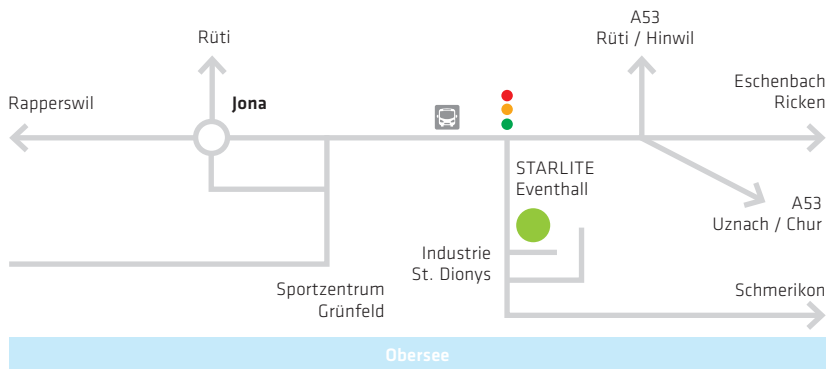 A53
Rüti / Hinwil
Rüti
Eschenbach
Ricken
Rapperswil
Jona
STARLITE
Eventhall
A53
Uznach / Chur
Industrie
St. Dionys
Sportzentrum
Grünfeld
Schmerikon
Obersee